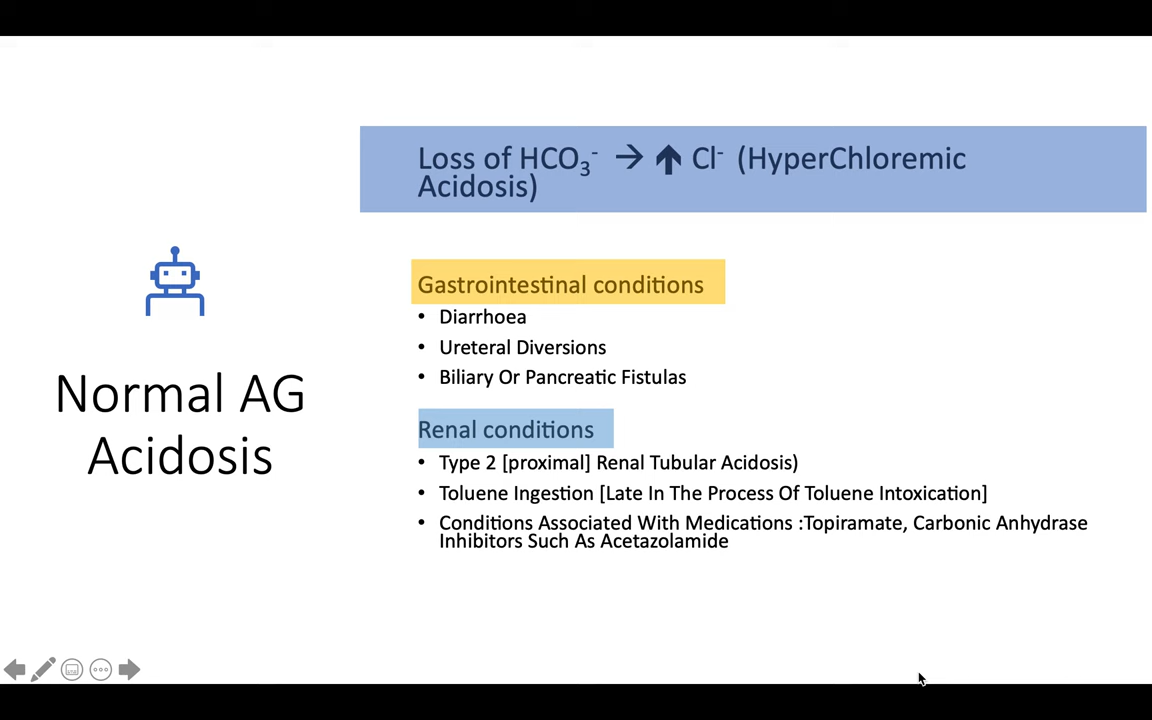 Loss of HCO₃⁻ → ↑ Cl⁻ (HyperChloremic
Acidosis)
Normal AG
Acidosis
Gastrointestinal conditions
• Diarrhoea
• Ureteral Diversions
• Biliary Or Pancreatic Fistulas
Renal conditions
• Type 2 [proximal] Renal Tubular Acidosis)
• Toluene Ingestion [Late In The Process Of Toluene Intoxication]
• Conditions Associated With Medications :Topiramate, Carbonic Anhydrase
Inhibitors Such As Acetazolamide